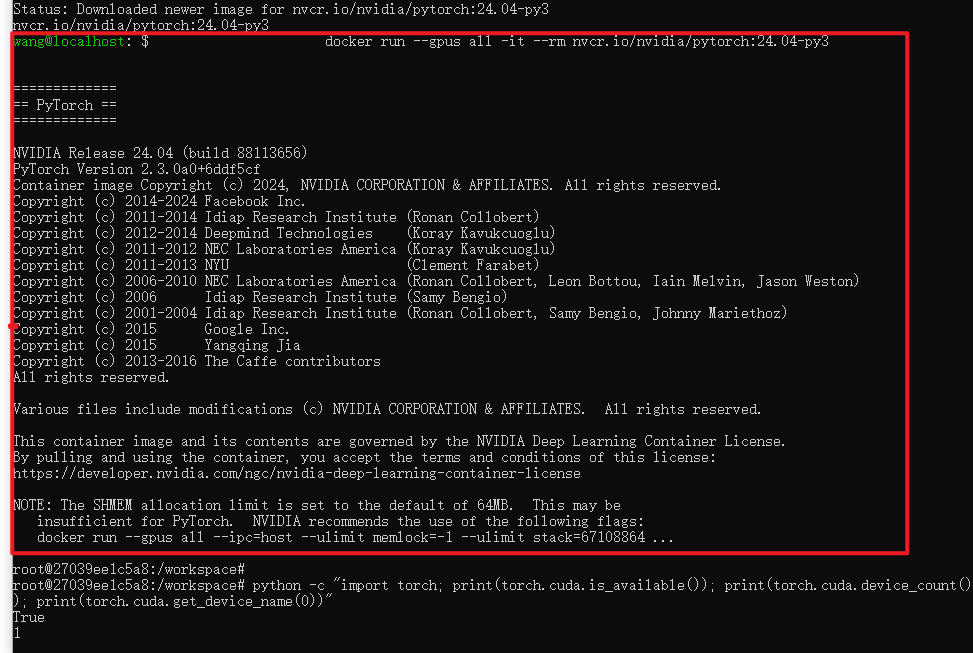 Status: Downloaded newer image for nvcr.io/nvidia/pytorch:24.04-py3
nvcr.io/nvidia/pytorch:24.04-py3
wang@localhost: $ docker run --gpus all -it --rm nvcr.io/nvidia/pytorch:24.04-py3
=============
== PyTorch ==
=============
NVIDIA Release 24.04 (build 88113656)
PyTorch Version 2.3.0a0+6ddf5cf
Container image Copyright (c) 2024, NVIDIA CORPORATION & AFFILIATES. All rights reserved.
Copyright (c) 2014-2024 Facebook Inc.
Copyright (c) 2011-2014 Idiap Research Institute (Ronan Collobert)
Copyright (c) 2012-2014 Deepmind Technologies    (Koray Kavukcuoglu)
Copyright (c) 2011-2012 NEC Laboratories America (Koray Kavukcuoglu)
Copyright (c) 2011-2013 NYU                      (Clement Farabet)
Copyright (c) 2006-2010 NEC Laboratories America (Ronan Collobert, Leon Bottou, Iain Melvin, Jason Weston)
Copyright (c) 2006      Idiap Research Institute (Samy Bengio)
Copyright (c) 2001-2004 Idiap Research Institute (Ronan Collobert, Samy Bengio, Johnny Mariethoz)
Copyright (c) 2015      Google Inc.
Copyright (c) 2015      Yangqing Jia
Copyright (c) 2013-2016 The Caffe contributors
All rights reserved.
Various files include modifications (c) NVIDIA CORPORATION & AFFILIATES.  All rights reserved.
This container image and its contents are governed by the NVIDIA Deep Learning Container License.
By pulling and using the container, you accept the terms and conditions of this license:
https://developer.nvidia.com/ngc/nvidia-deep-learning-container-license
NOTE: The SHMEM allocation limit is set to the default of 64MB.  This may be
insufficient for PyTorch.  NVIDIA recommends the use of the following flags:
docker run --gpus all --ipc=host --ulimit memlock=-1 --ulimit stack=67108864 ...
root@27039ee1c5a8:/workspace#
root@27039ee1c5a8:/workspace# python -c "import torch; print(torch.cuda.is_available()); print(torch.cuda.device_count()
); print(torch.cuda.get_device_name(0))"
True
1